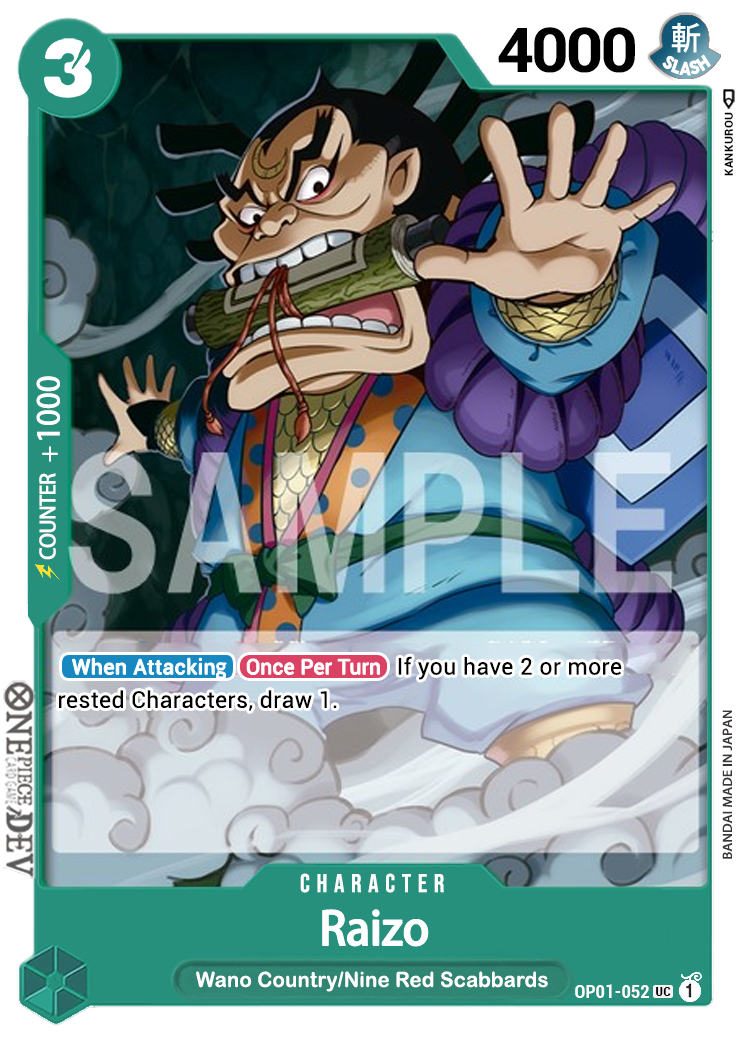 3
4000
斬
SLASH
KANKUROU
COUNTER +1000
SAMPLE
When Attacking Once Per Turn If you have 2 or more
rested Characters, draw 1.
ONE PIECE
CARD GAME
DEV
BANDAI MADE IN JAPAN
CHARACTER
Raizo
Wano Country/Nine Red Scabbards
OP01-052 UC 1